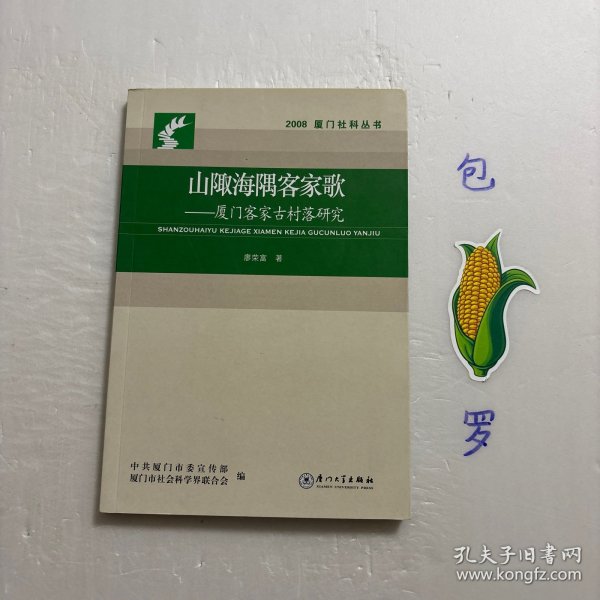 2008 厦门社科丛书
山陬海隅客家歌
——厦门客家古村落研究
SHANZOUHAIYU KEJIAGE XIAMEN KEJIA GUCUNLUO YANJIU
廖荣富 著
中共厦门市委宣传部
厦门市社会科学界联合会 编
厦门大学出版社
XIAMEN UNIVERSITY PRESS
包
罗
孔夫子旧书网
www.kongfz.com